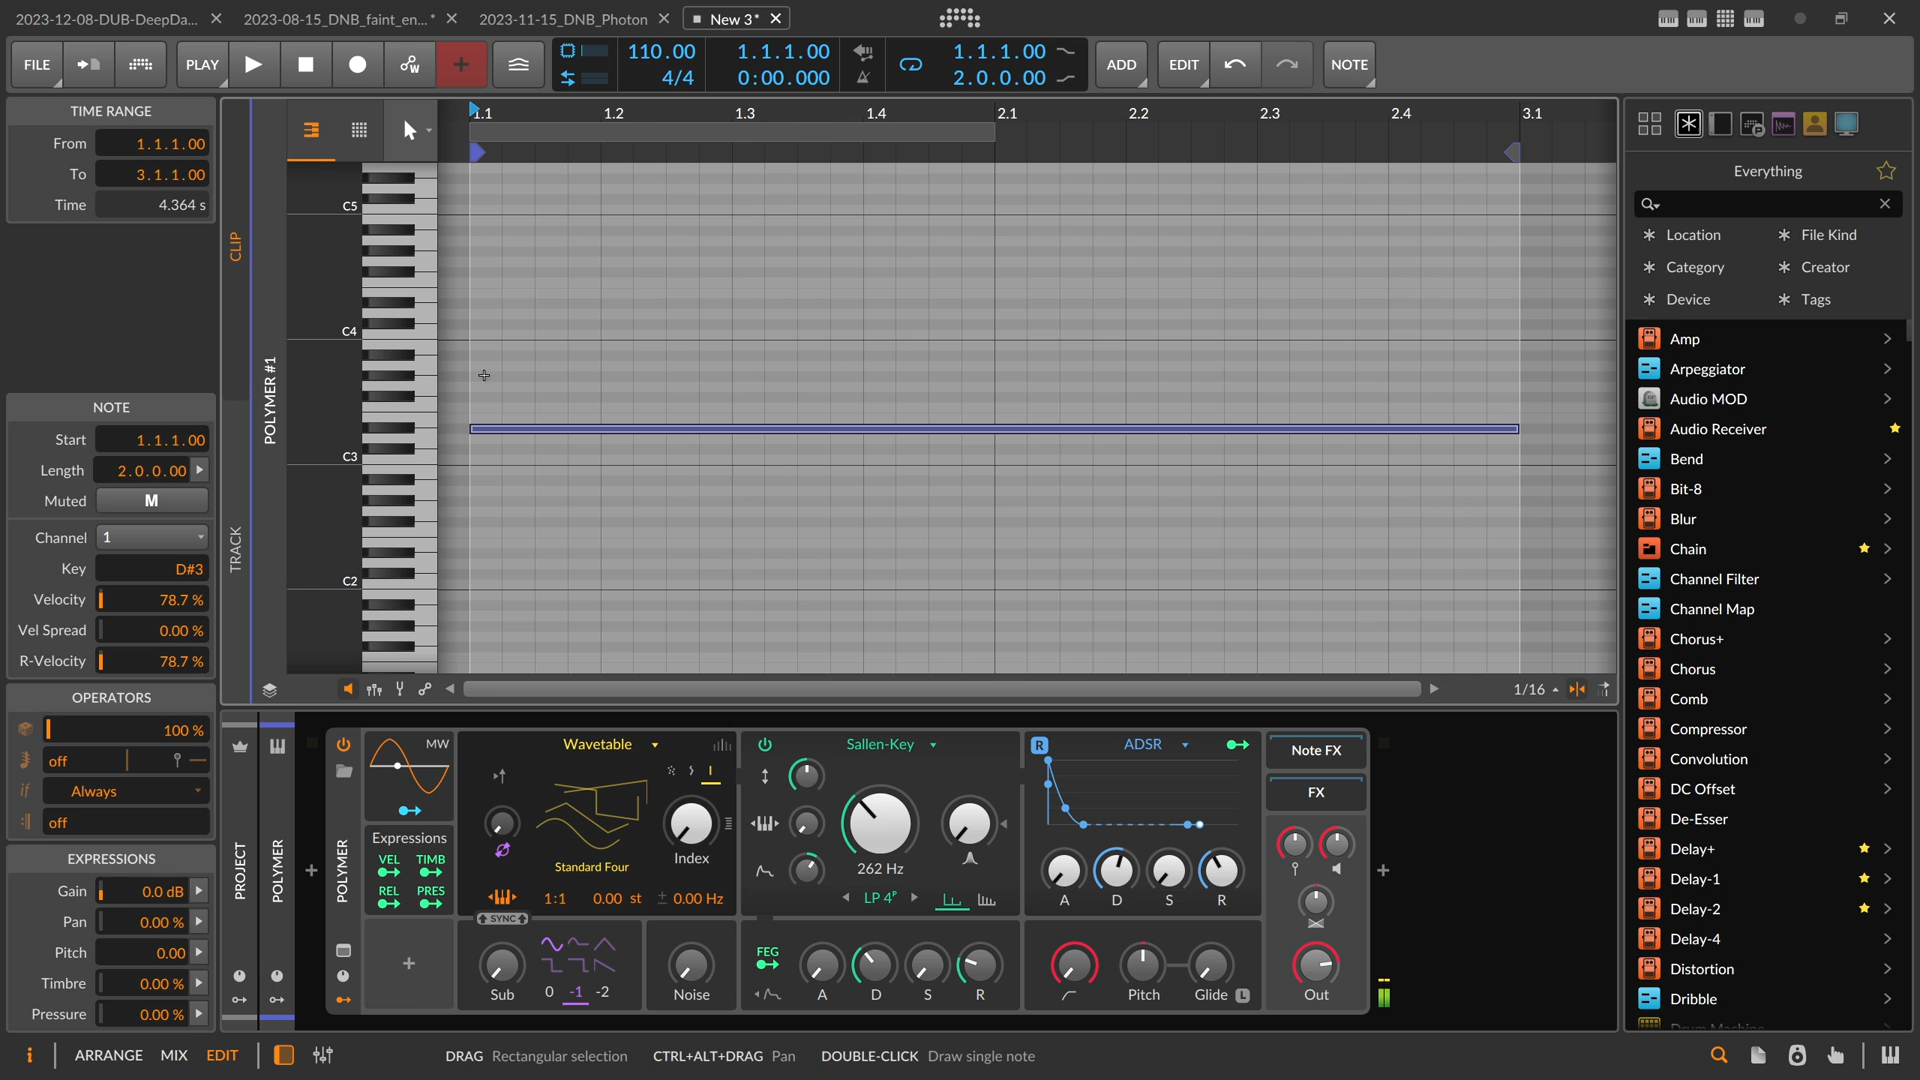 2023-12-08-DUB-DeepDa...
2023-08-15_DNB_faint_en...*
2023-11-15_DNB_Photon
New 3*
FILE
PLAY
110.00
4/4
1.1.1.00
0:00.000
1.1.1.00
2.0.0.00
ADD
EDIT
NOTE
TIME RANGE
From 1.1.1.00
To 3.1.1.00
Time 4.364 s
NOTE
Start 1.1.1.00
Length 2.0.0.00
Muted M
Channel 1
Key D#3
Velocity 78.7 %
Vel Spread 0.00 %
R-Velocity 78.7 %
OPERATORS
100 %
off
if Always
off
EXPRESSIONS
Gain 0.0 dB
Pan 0.00 %
Pitch 0.00
Timbre 0.00 %
Pressure 0.00 %
CLIP
TRACK
POLYMER #1
1.1 1.2 1.3 1.4 2.1 2.2 2.3 2.4 3.1
C5
C4
C3
C2
1/16
PROJECT
POLYMER
POLYMER
MW
Expressions
VEL TIMB
REL PRES
Wavetable
Index
Standard Four
1:1 0.00 st ± 0.00 Hz
SYNC
Sub
0 -1 -2
Noise
Sallen-Key
262 Hz
LP 4ᴾ
FEG
A D S R
R ADSR
A D S R
Pitch Glide L
Note FX
FX
Out
Everything
Location File Kind
Category Creator
Device Tags
Amp
Arpeggiator
Audio MOD
Audio Receiver
Bend
Bit-8
Blur
Chain
Channel Filter
Channel Map
Chorus+
Chorus
Comb
Compressor
Convolution
DC Offset
De-Esser
Delay+
Delay-1
Delay-2
Delay-4
Distortion
Dribble
Drum Machine
i ARRANGE MIX EDIT
DRAG Rectangular selection CTRL+ALT+DRAG Pan DOUBLE-CLICK Draw single note